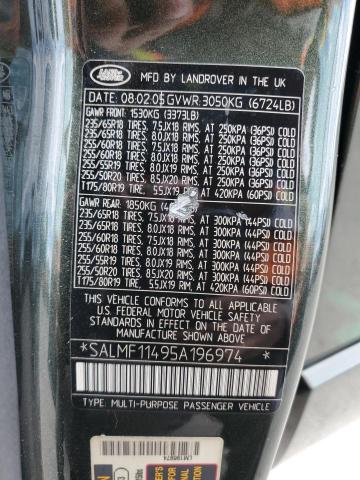 LAND ROVER
MFD BY LANDROVER IN THE UK
DATE: 08.02.05 GVWR 3050KG (6724LB)
GAWR FRONT: 1530KG (3373LB)
235/65R18 TIRES, 7.5JX18 RIMS, AT 250KPA (36PSI) COLD
235/65R18 TIRES, 8.0JX18 RIMS, AT 250KPA (36PSI) COLD
255/60R18 TIRES, 7.5JX18 RIMS, AT 250KPA (36PSI) COLD
255/60R18 TIRES, 8.0JX18 RIMS, AT 250KPA (36PSI) COLD
255/55R19 TIRES, 8.0JX19 RIMS, AT 250KPA (36PSI) COLD
255/50R20 TIRES, 8.5JX20 RIMS, AT 250KPA (36PSI) COLD
T175/80R19 TIRES, 5.5JX19 RIMS, AT 420KPA (60PSI) COLD
GAWR REAR: 1850KG
235/65R18 TIRES, 7.5JX18 RIMS, AT 300KPA (44PSI) COLD
235/65R18 TIRES, 8.0JX18 RIMS, AT 300KPA (44PSI) COLD
255/60R18 TIRES, 7.5JX18 RIMS, AT 300KPA (44PSI) COLD
255/60R18 TIRES, 8.0JX18 RIMS, AT 300KPA (44PSI) COLD
255/55R19 TIRES, 8.0JX19 RIMS, AT 300KPA (44PSI) COLD
255/50R20 TIRES, 8.5JX20 RIMS, AT 300KPA (44PSI) COLD
T175/80R19 TIRES, 5.5JX19 RIMS, AT 420KPA (60PSI) COLD
THIS VEHICLE CONFORMS TO ALL APPLICABLE
U.S. FEDERAL MOTOR VEHICLE SAFETY STANDARDS
IN EFFECT ON THE DATE
OF MANUFACTURE SHOWN ABOVE
*SALMF11495A196974*
TYPE: MULTI-PURPOSE PASSENGER VEHICLE
LM196974